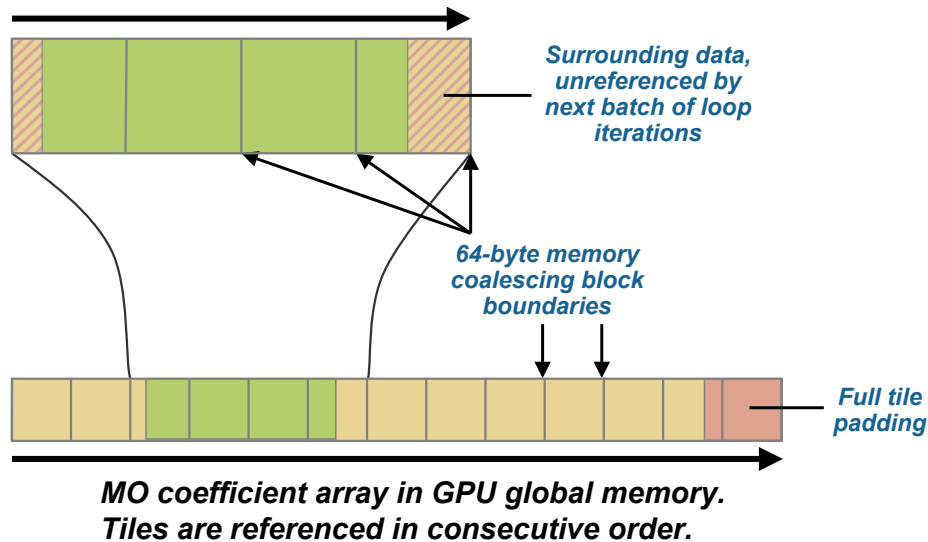 Surrounding data,
unreferenced by
next batch of loop
iterations
64-byte memory
coalescing block
boundaries
Full tile
padding
MO coefficient array in GPU global memory.
Tiles are referenced in consecutive order.